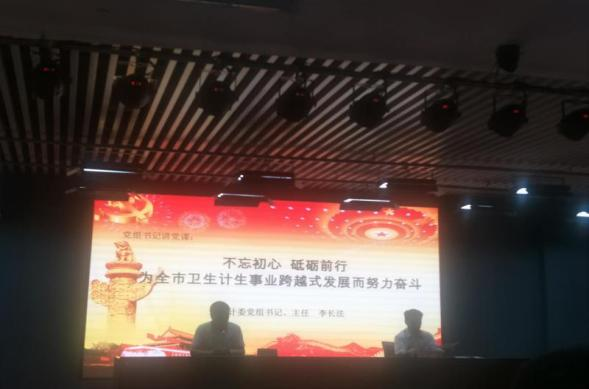 党组书记讲党课：
不忘初心 砥砺前行
为全市卫生计生事业跨越式发展而努力奋斗
计委党组书记、主任 李长法